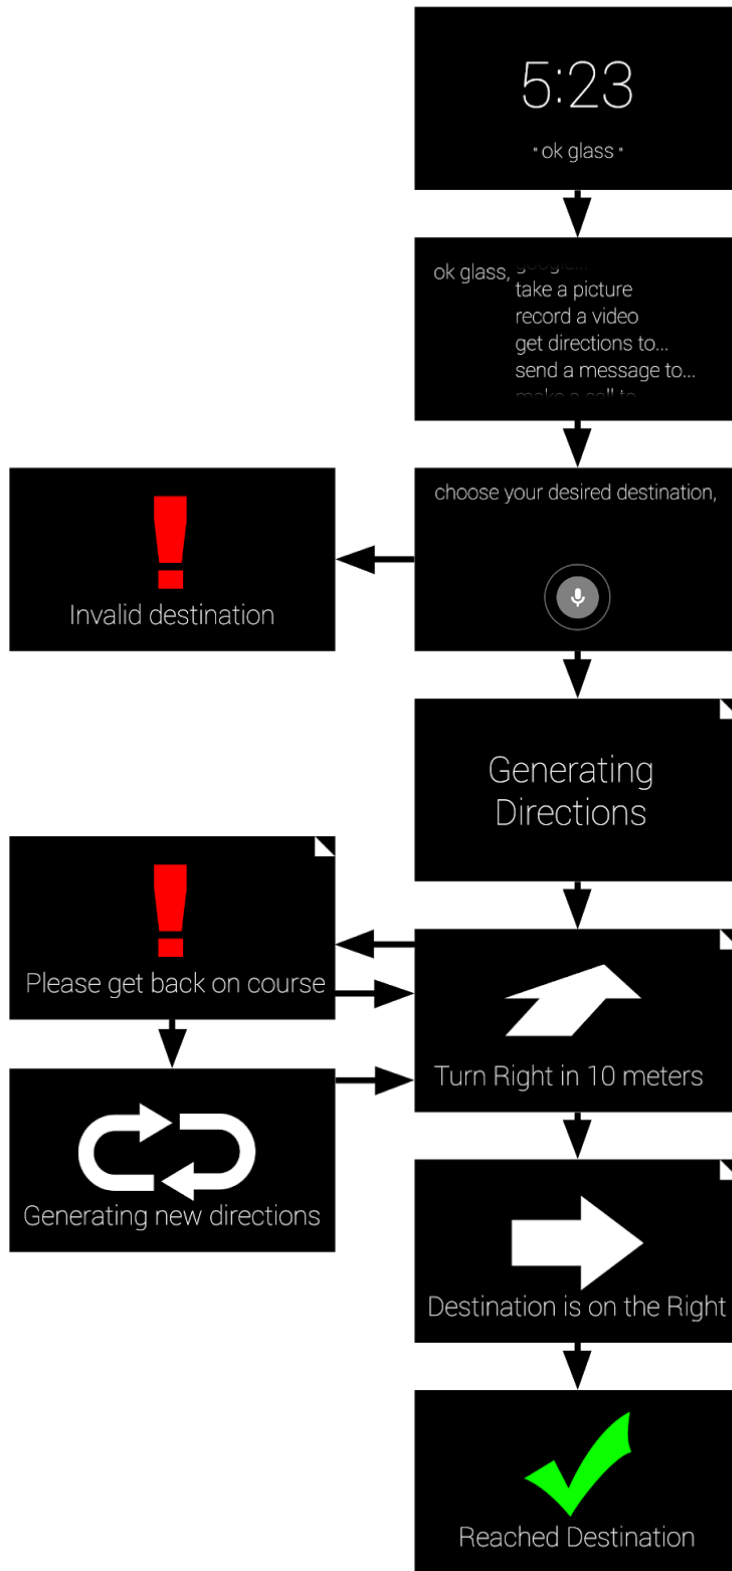 5:23
" ok glass "
ok glass,
take a picture
record a video
get directions to...
send a message to...
choose your desired destination,
Invalid destination
Generating
Directions
Please get back on course
Turn Right in 10 meters
Generating new directions
Destination is on the Right
Reached Destination